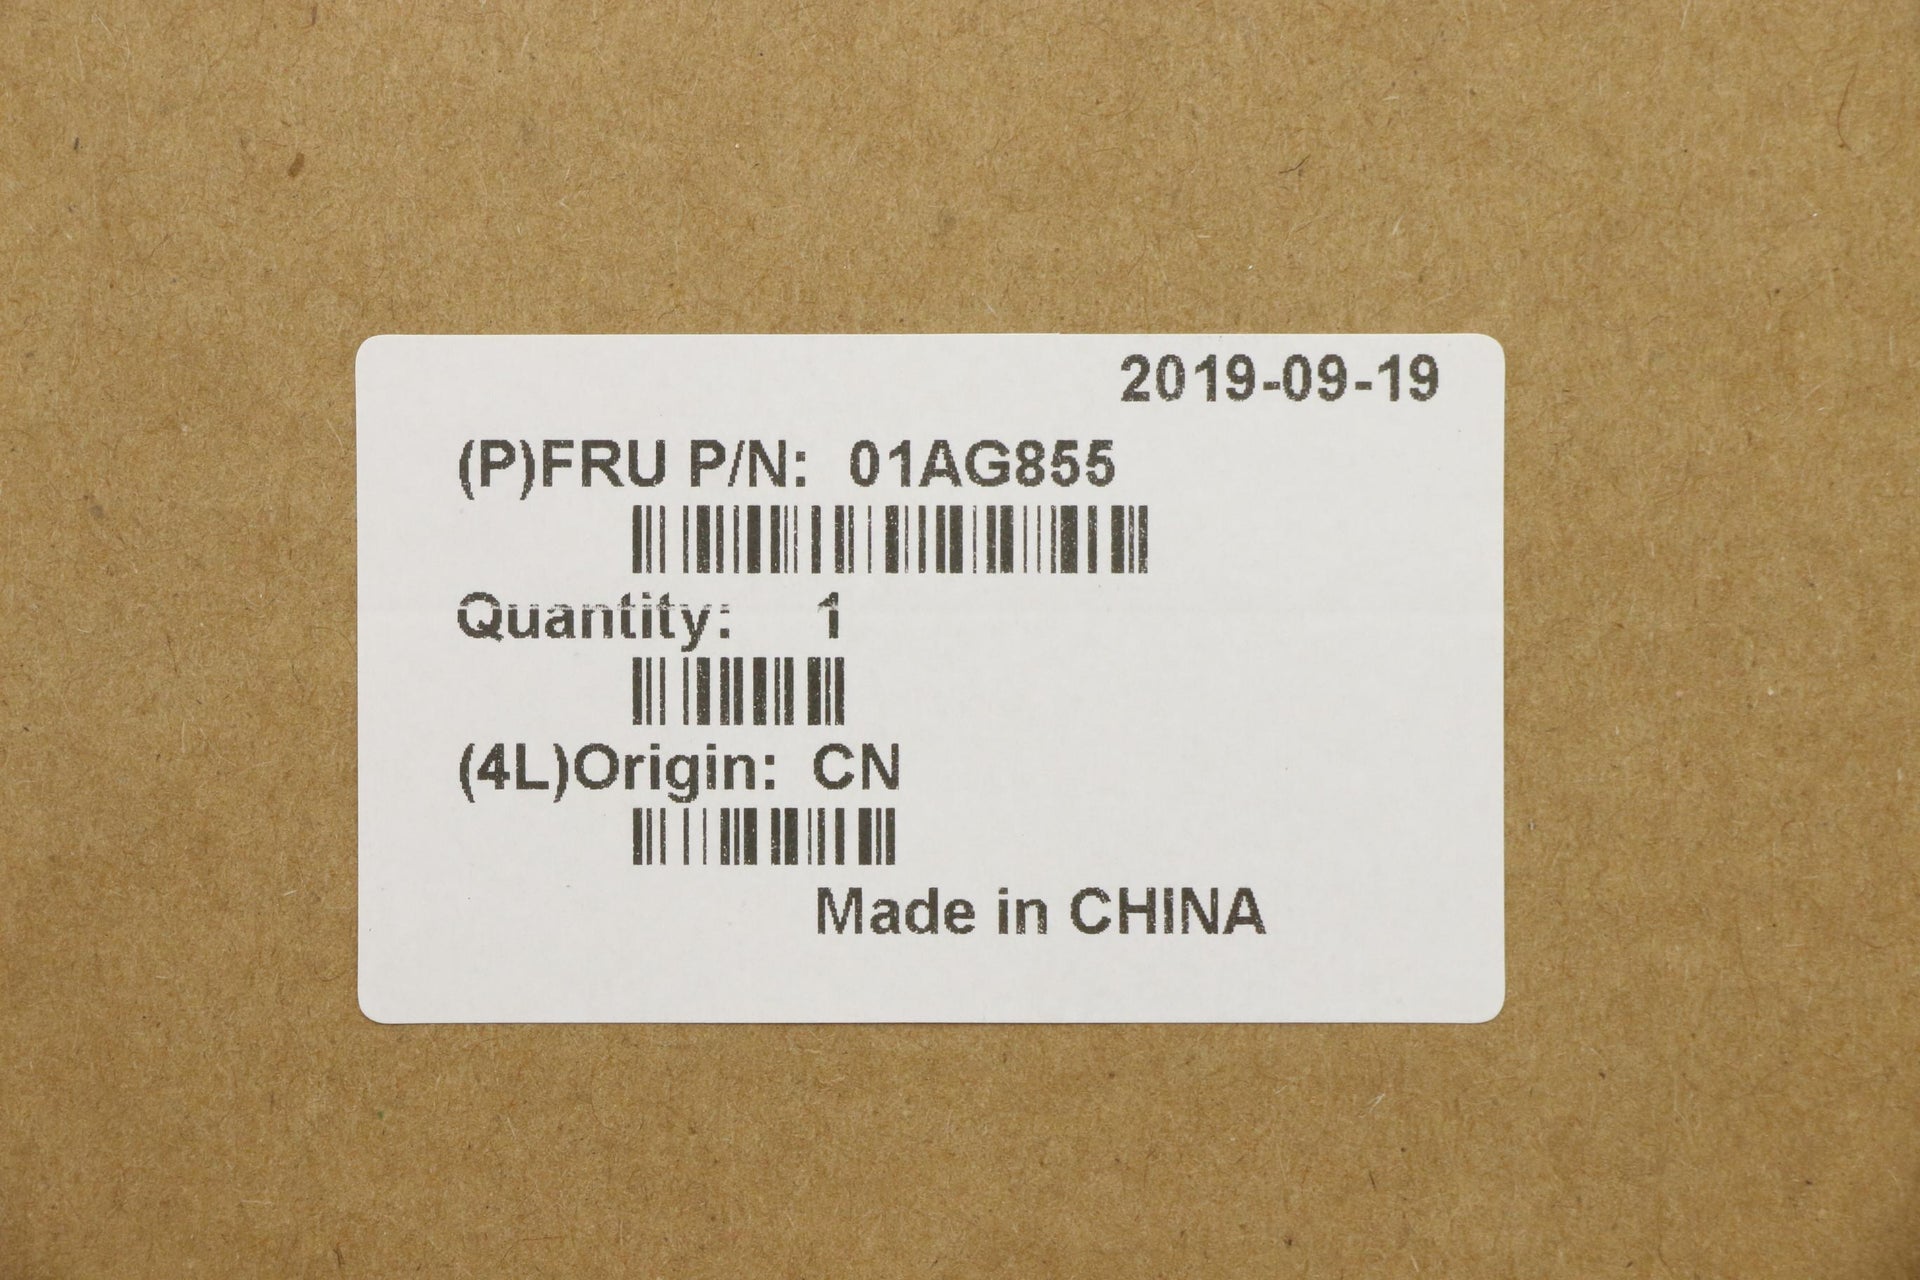 2019-09-19
(P)FRU P/N: 01AG855
Quantity: 1
(4L)Origin: CN
Made in CHINA